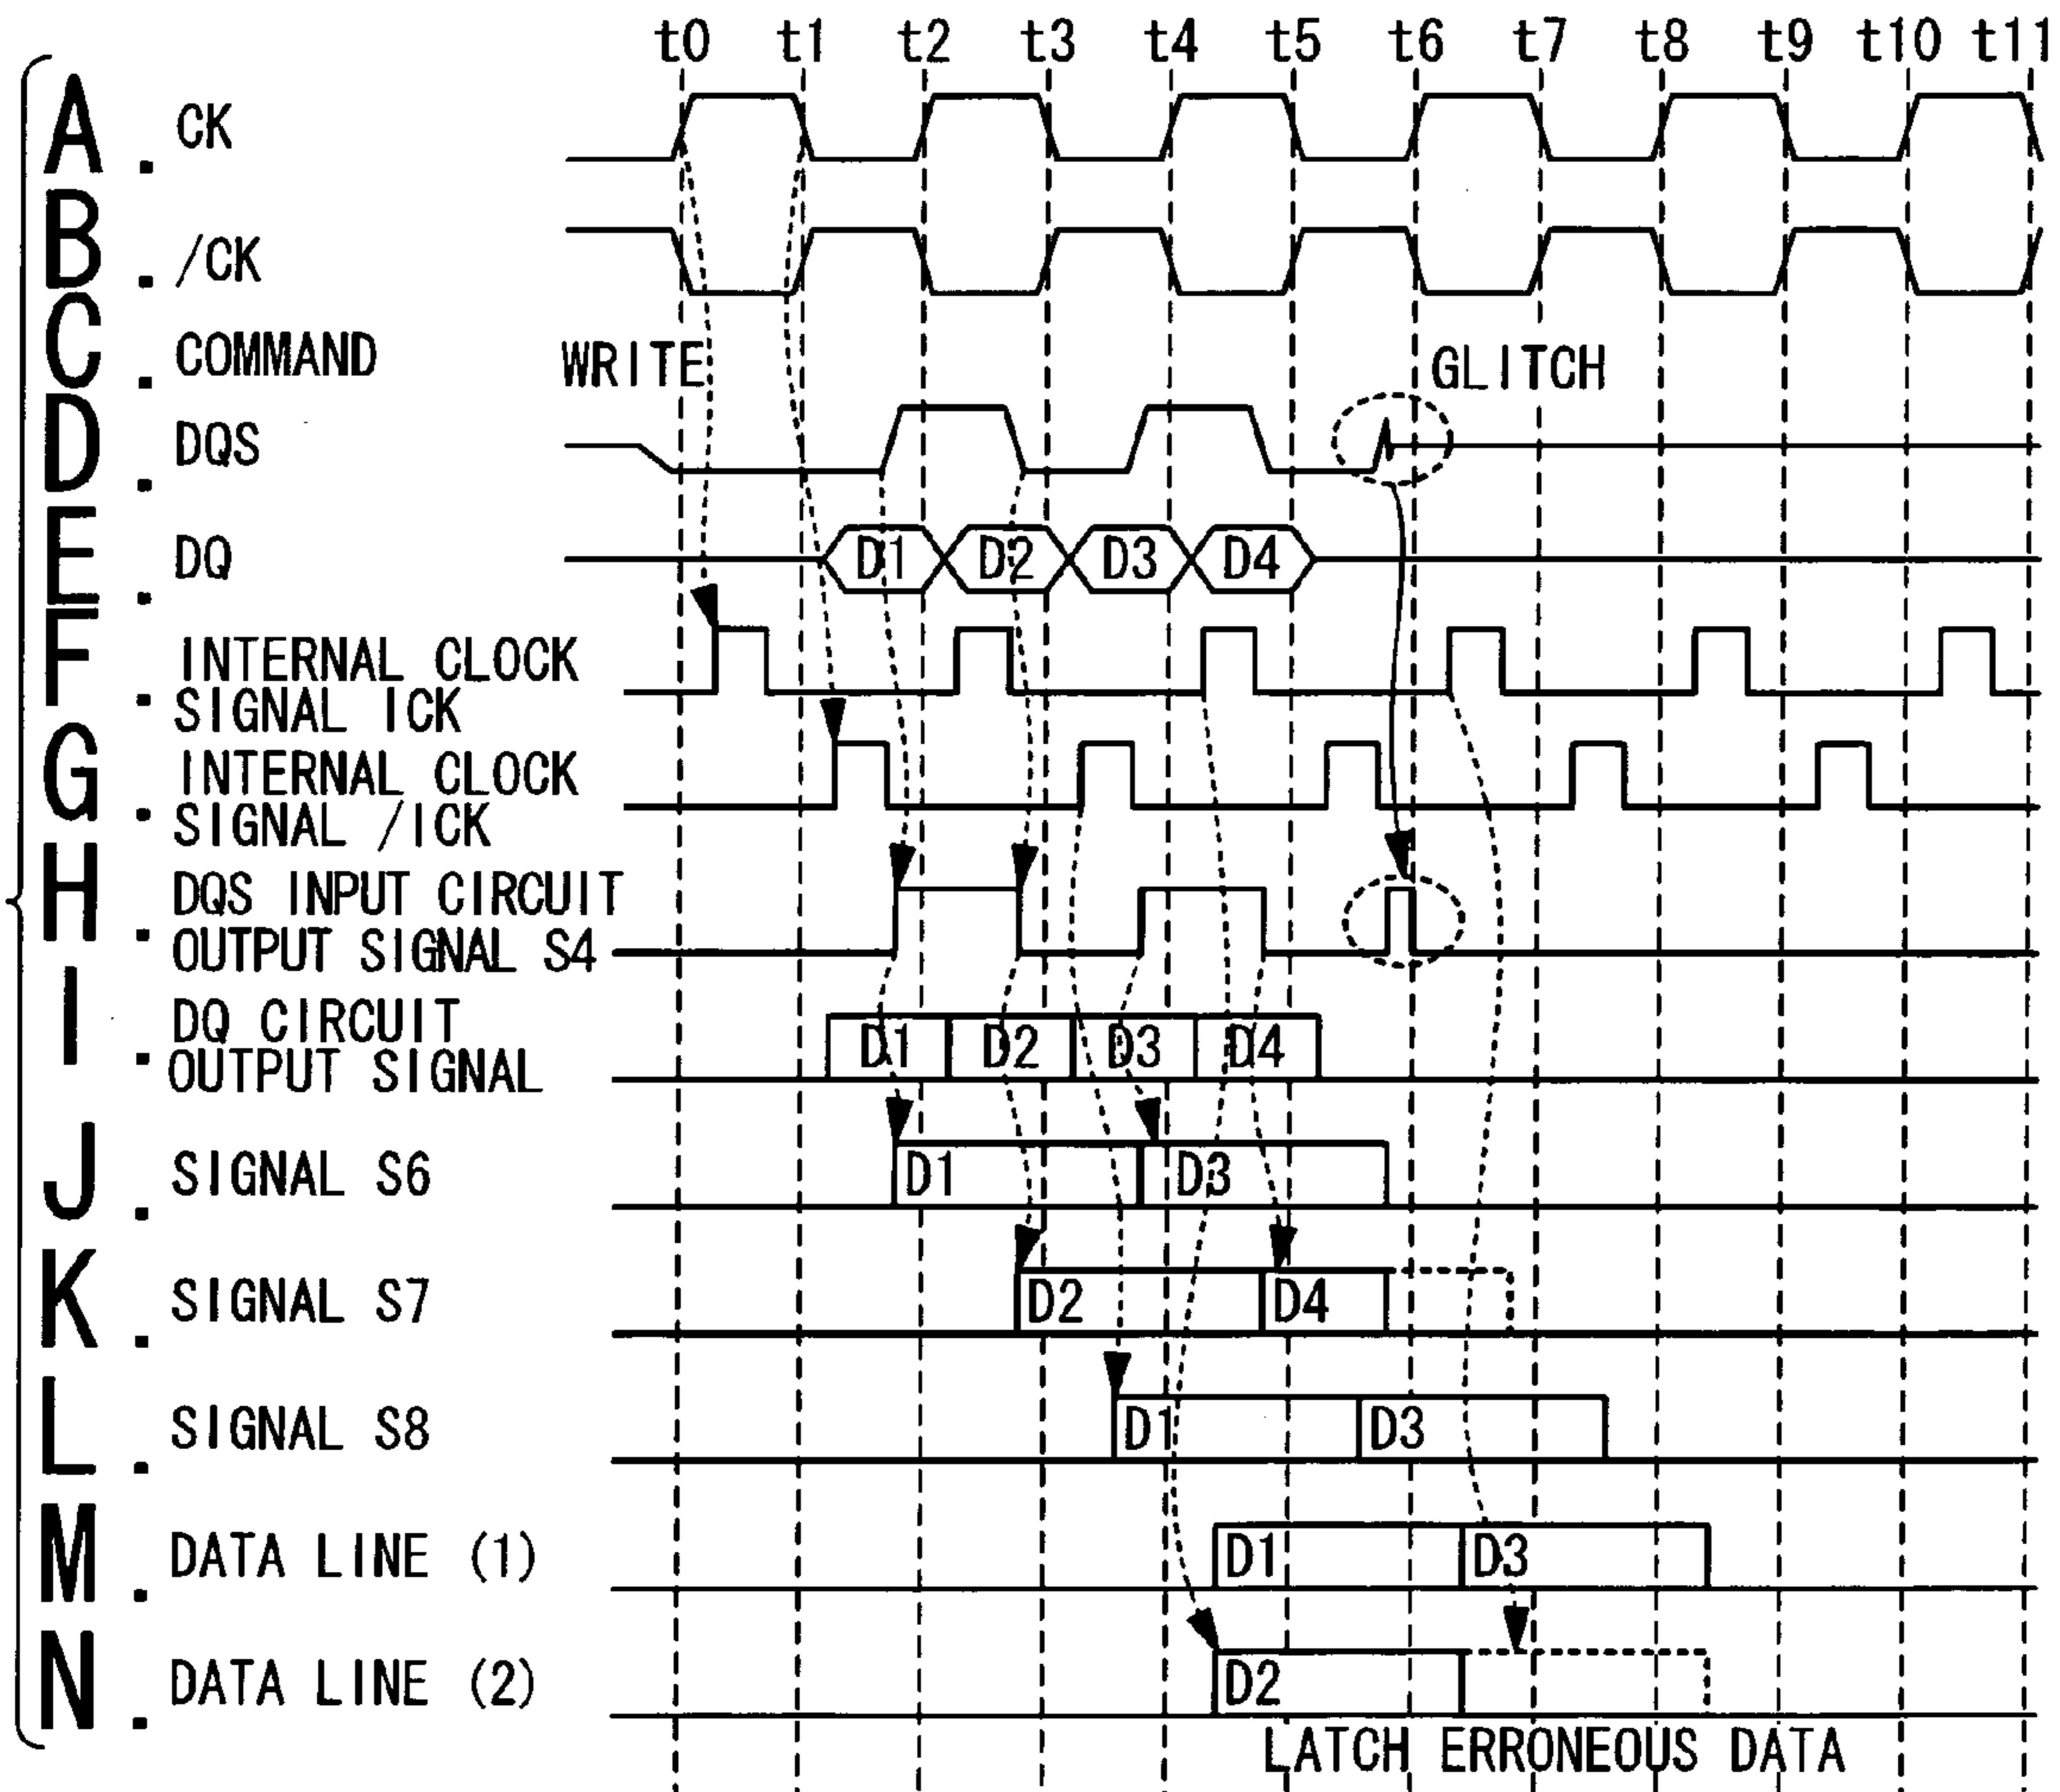 t0 t1 t2 t3 t4 t5 t6 t7 t8 t9 t10 t11
A. CK
B. /CK
C. COMMAND WRITE GLITCH
D. DQS
E. DQ D1 D2 D3 D4
F. INTERNAL CLOCK
SIGNAL ICK
G. INTERNAL CLOCK
SIGNAL /ICK
H. DQS INPUT CIRCUIT
OUTPUT SIGNAL S4
I. DQ CIRCUIT
OUTPUT SIGNAL D1 D2 D3 D4
J. SIGNAL S6 D1 D3
K. SIGNAL S7 D2 D4
L. SIGNAL S8 D1 D3
M. DATA LINE (1) D1 D3
N. DATA LINE (2) D2
LATCH ERRONEOUS DATA